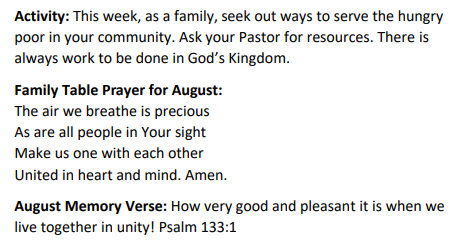 Activity: This week, as a family, seek out ways to serve the hungry
poor in your community. Ask your Pastor for resources. There is
always work to be done in God’s Kingdom.
Family Table Prayer for August:
The air we breathe is precious
As are all people in Your sight
Make us one with each other
United in heart and mind. Amen.
August Memory Verse: How very good and pleasant it is when we
live together in unity! Psalm 133:1